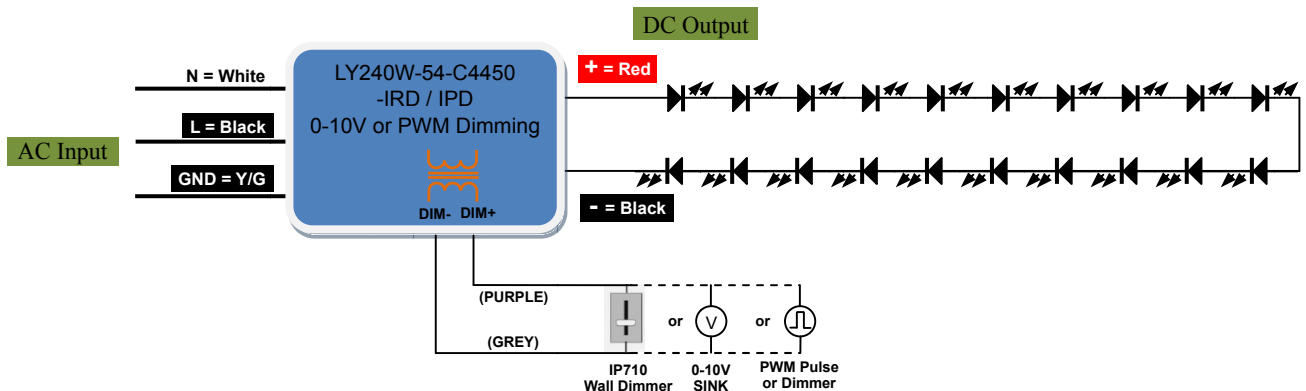 DC Output
N = White
L = Black
GND = Y/G
AC Input
LY240W-54-C4450
-IRD / IPD
0-10V or PWM Dimming
DIM- DIM+
+ = Red
- = Black
(PURPLE)
(GREY)
or
V
or
IP710
Wall Dimmer
0-10V
SINK
PWM Pulse
or Dimmer